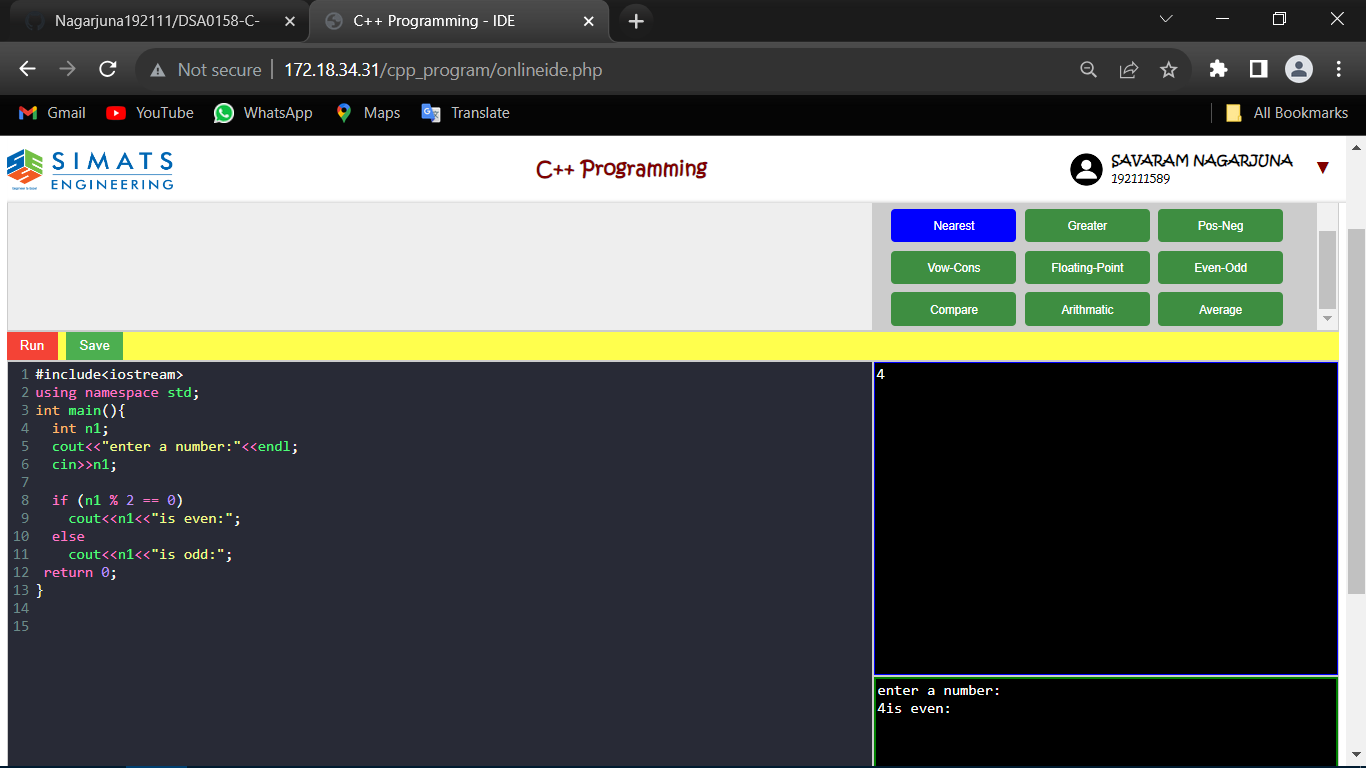 Nagarjuna192111/DSA0158-C-
C++ Programming - IDE
Not secure
172.18.34.31/cpp_program/onlineide.php
Gmail
YouTube
WhatsApp
Maps
Translate
All Bookmarks
SIMATS
ENGINEERING
C++ Programming
SAVARAM NAGARJUNA
192111589
Nearest
Greater
Pos-Neg
Vow-Cons
Floating-Point
Even-Odd
Compare
Arithmatic
Average
Run
Save
1 #include<iostream>
2 using namespace std;
3 int main(){
4   int n1;
5   cout<<"enter a number:"<<endl;
6   cin>>n1;
7
8   if (n1 % 2 == 0)
9     cout<<n1<<"is even:";
10   else
11     cout<<n1<<"is odd:";
12  return 0;
13 }
14
15
4
enter a number:
4is even: